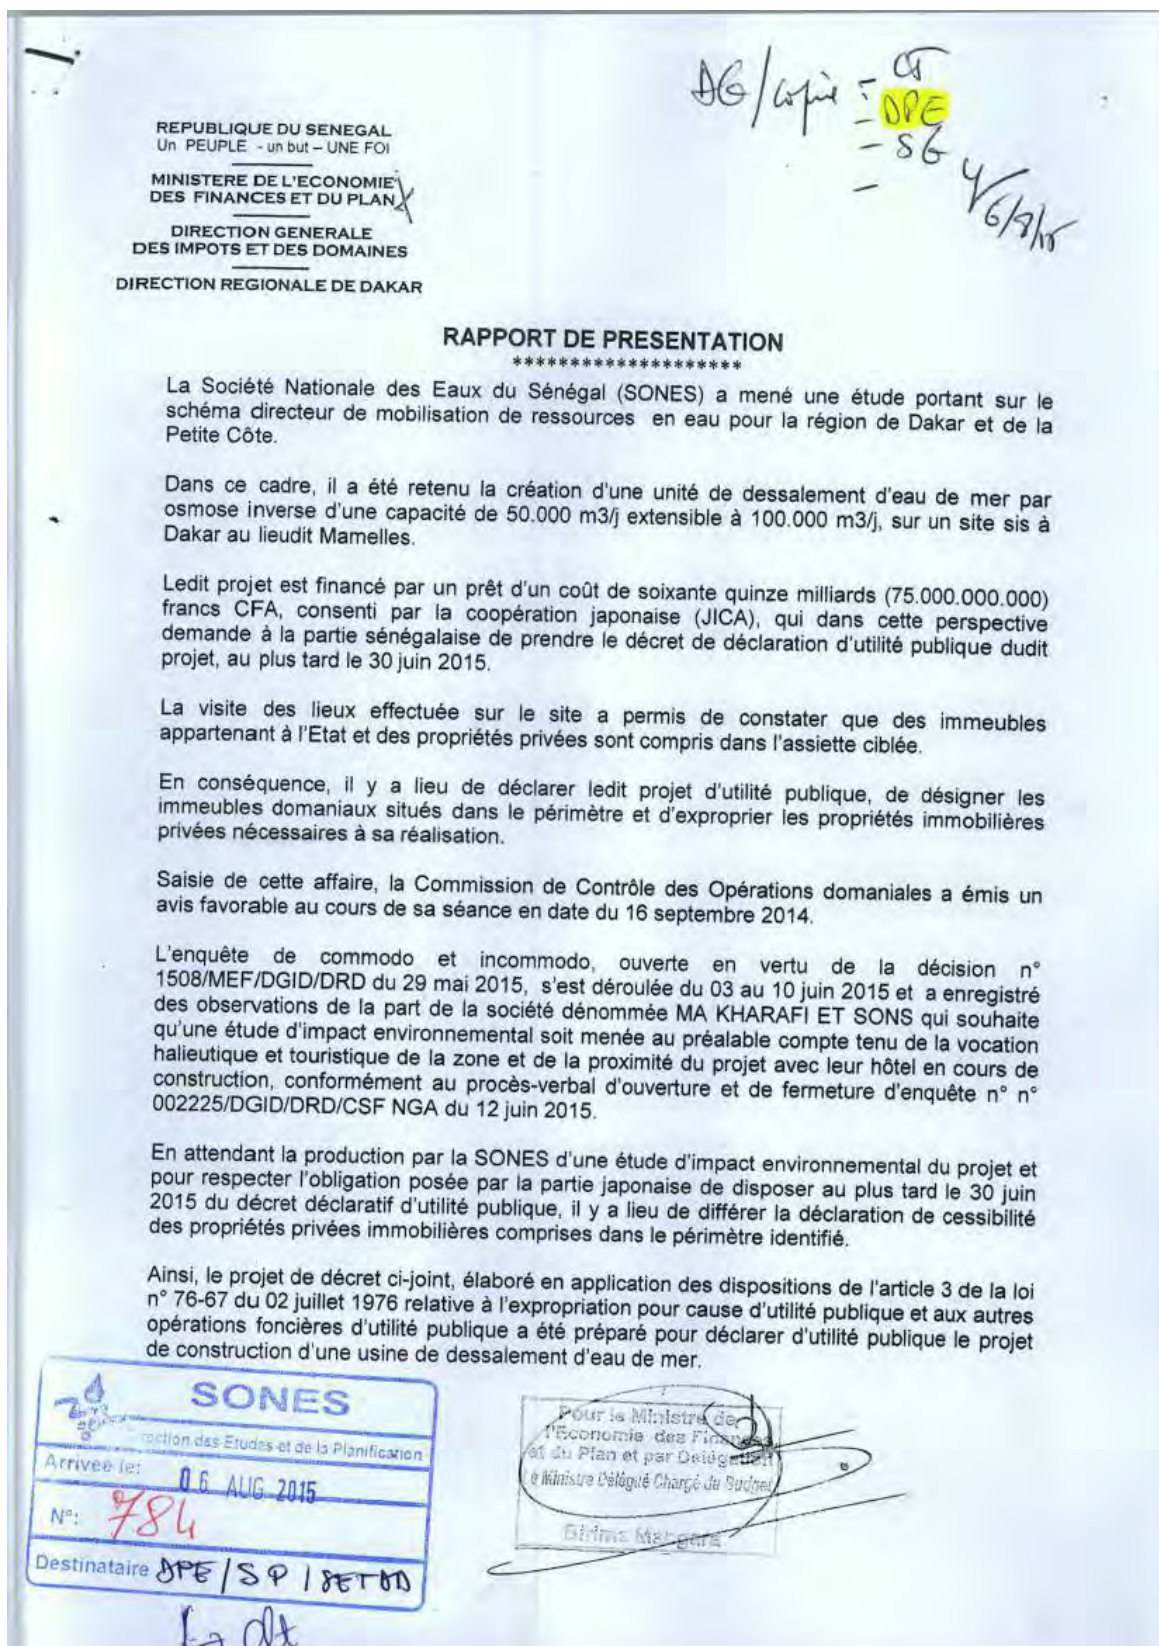 DG/copie : - CT
- DPE
- SG
-
6/8/15
REPUBLIQUE DU SENEGAL
Un PEUPLE - un but – UNE FOI
MINISTERE DE L'ECONOMIE
DES FINANCES ET DU PLAN
DIRECTION GENERALE
DES IMPOTS ET DES DOMAINES
DIRECTION REGIONALE DE DAKAR
RAPPORT DE PRESENTATION
********************
La Société Nationale des Eaux du Sénégal (SONES) a mené une étude portant sur le
schéma directeur de mobilisation de ressources en eau pour la région de Dakar et de la
Petite Côte.
Dans ce cadre, il a été retenu la création d'une unité de dessalement d'eau de mer par
osmose inverse d'une capacité de 50.000 m3/j extensible à 100.000 m3/j, sur un site sis à
Dakar au lieudit Mamelles.
Ledit projet est financé par un prêt d'un coût de soixante quinze milliards (75.000.000.000)
francs CFA, consenti par la coopération japonaise (JICA), qui dans cette perspective
demande à la partie sénégalaise de prendre le décret de déclaration d'utilité publique dudit
projet, au plus tard le 30 juin 2015.
La visite des lieux effectuée sur le site a permis de constater que des immeubles
appartenant à l'Etat et des propriétés privées sont compris dans l'assiette ciblée.
En conséquence, il y a lieu de déclarer ledit projet d'utilité publique, de désigner les
immeubles domaniaux situés dans le périmètre et d'exproprier les propriétés immobilières
privées nécessaires à sa réalisation.
Saisie de cette affaire, la Commission de Contrôle des Opérations domaniales a émis un
avis favorable au cours de sa séance en date du 16 septembre 2014.
L'enquête de commodo et incommodo, ouverte en vertu de la décision n°
1508/MEF/DGID/DRD du 29 mai 2015, s'est déroulée du 03 au 10 juin 2015 et a enregistré
des observations de la part de la société dénommée MA KHARAFI ET SONS qui souhaite
qu'une étude d'impact environnemental soit menée au préalable compte tenu de la vocation
halieutique et touristique de la zone et de la proximité du projet avec leur hôtel en cours de
construction, conformément au procès-verbal d'ouverture et de fermeture d'enquête n° n°
002225/DGID/DRD/CSF NGA du 12 juin 2015.
En attendant la production par la SONES d'une étude d'impact environnemental du projet et
pour respecter l'obligation posée par la partie japonaise de disposer au plus tard le 30 juin
2015 du décret déclaratif d'utilité publique, il y a lieu de différer la déclaration de cessibilité
des propriétés privées immobilières comprises dans le périmètre identifié.
Ainsi, le projet de décret ci-joint, élaboré en application des dispositions de l'article 3 de la loi
n° 76-67 du 02 juillet 1976 relative à l'expropriation pour cause d'utilité publique et aux autres
opérations foncières d'utilité publique a été préparé pour déclarer d'utilité publique le projet
de construction d'une usine de dessalement d'eau de mer.
SONES
des Etudes et de la Planification
Arrivée le: 06 AUG 2015
N°: 784
Destinataire DPE/SP/
Pour le Ministre de
l'Economie des Finances
et du Plan et par Délégation
Le Ministre Délégué Chargé du Budget
Birima Mangara